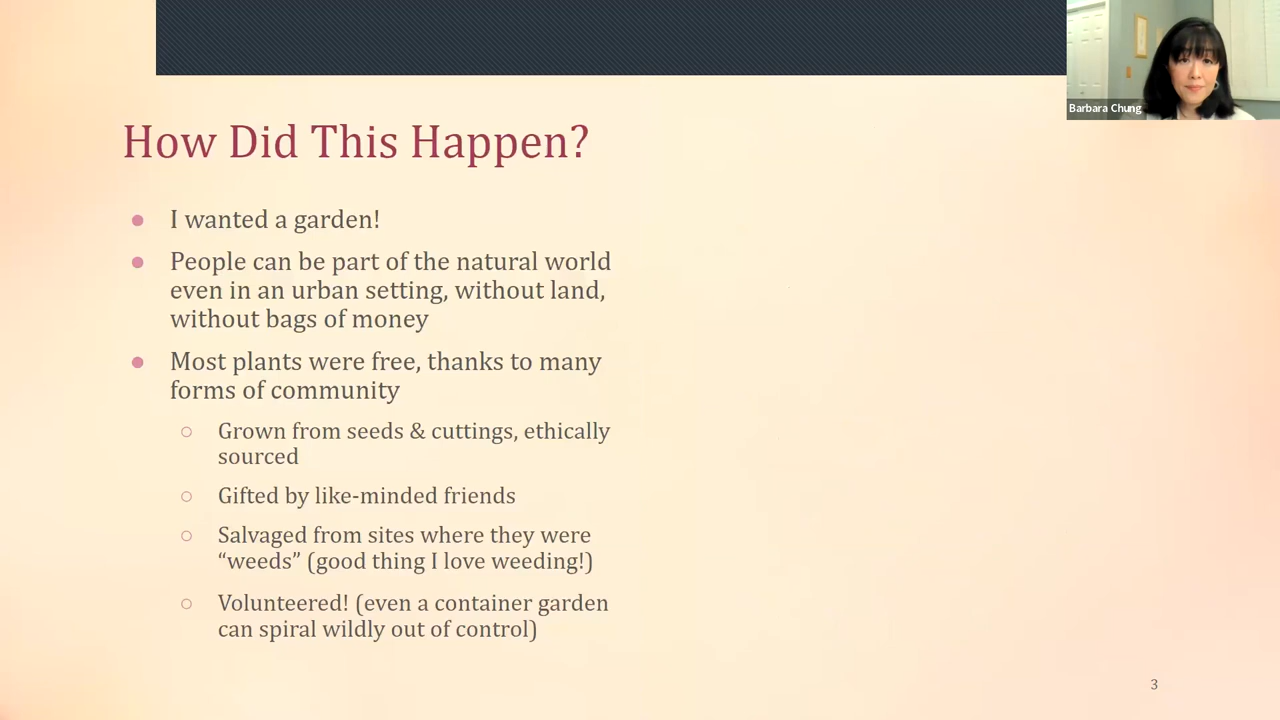 Barbara Chung
How Did This Happen?
● I wanted a garden!
● People can be part of the natural world
even in an urban setting, without land,
without bags of money
● Most plants were free, thanks to many
forms of community
○ Grown from seeds & cuttings, ethically
sourced
○ Gifted by like-minded friends
○ Salvaged from sites where they were
“weeds” (good thing I love weeding!)
○ Volunteered! (even a container garden
can spiral wildly out of control)
3